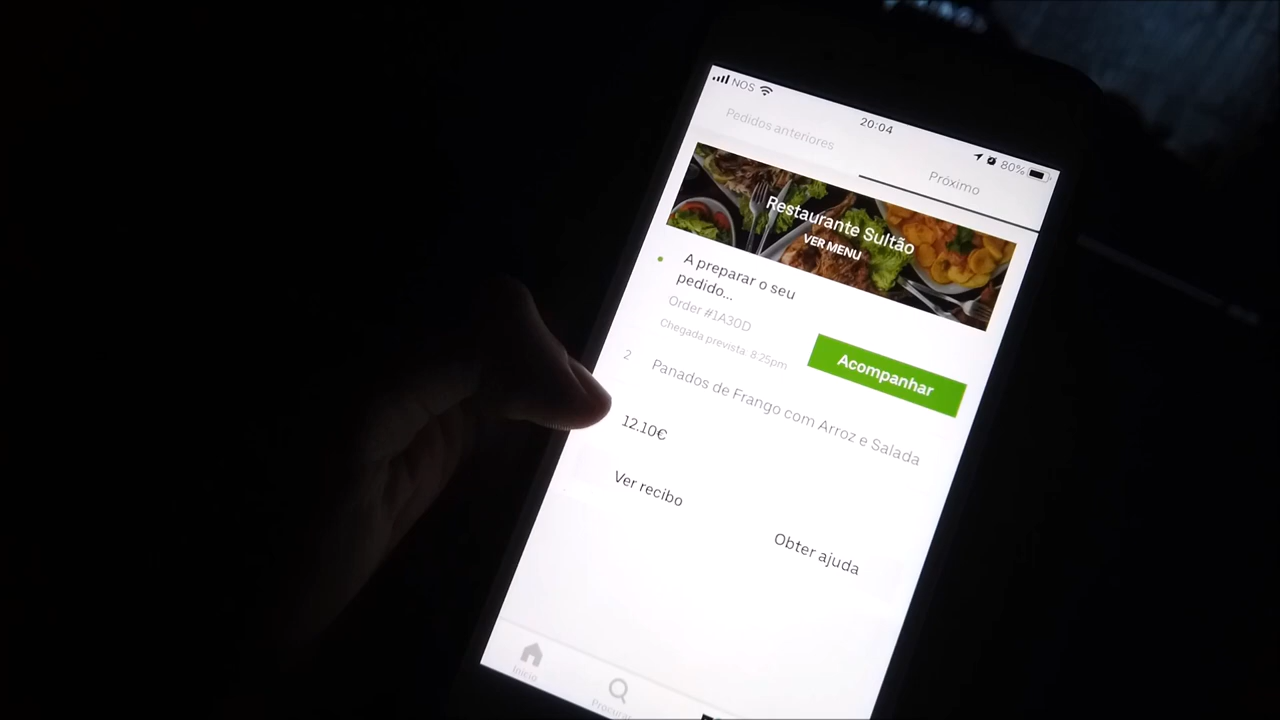 NOS
20:04
80%
Pedidos anteriores
Próximo
Restaurante Sultão
VER MENU
A preparar o seu
pedido...
Order #1A30D
Chegada prevista 8:25pm
Acompanhar
2 Panados de Frango com Arroz e Salada
12.10€
Ver recibo
Obter ajuda
Início
Procurar